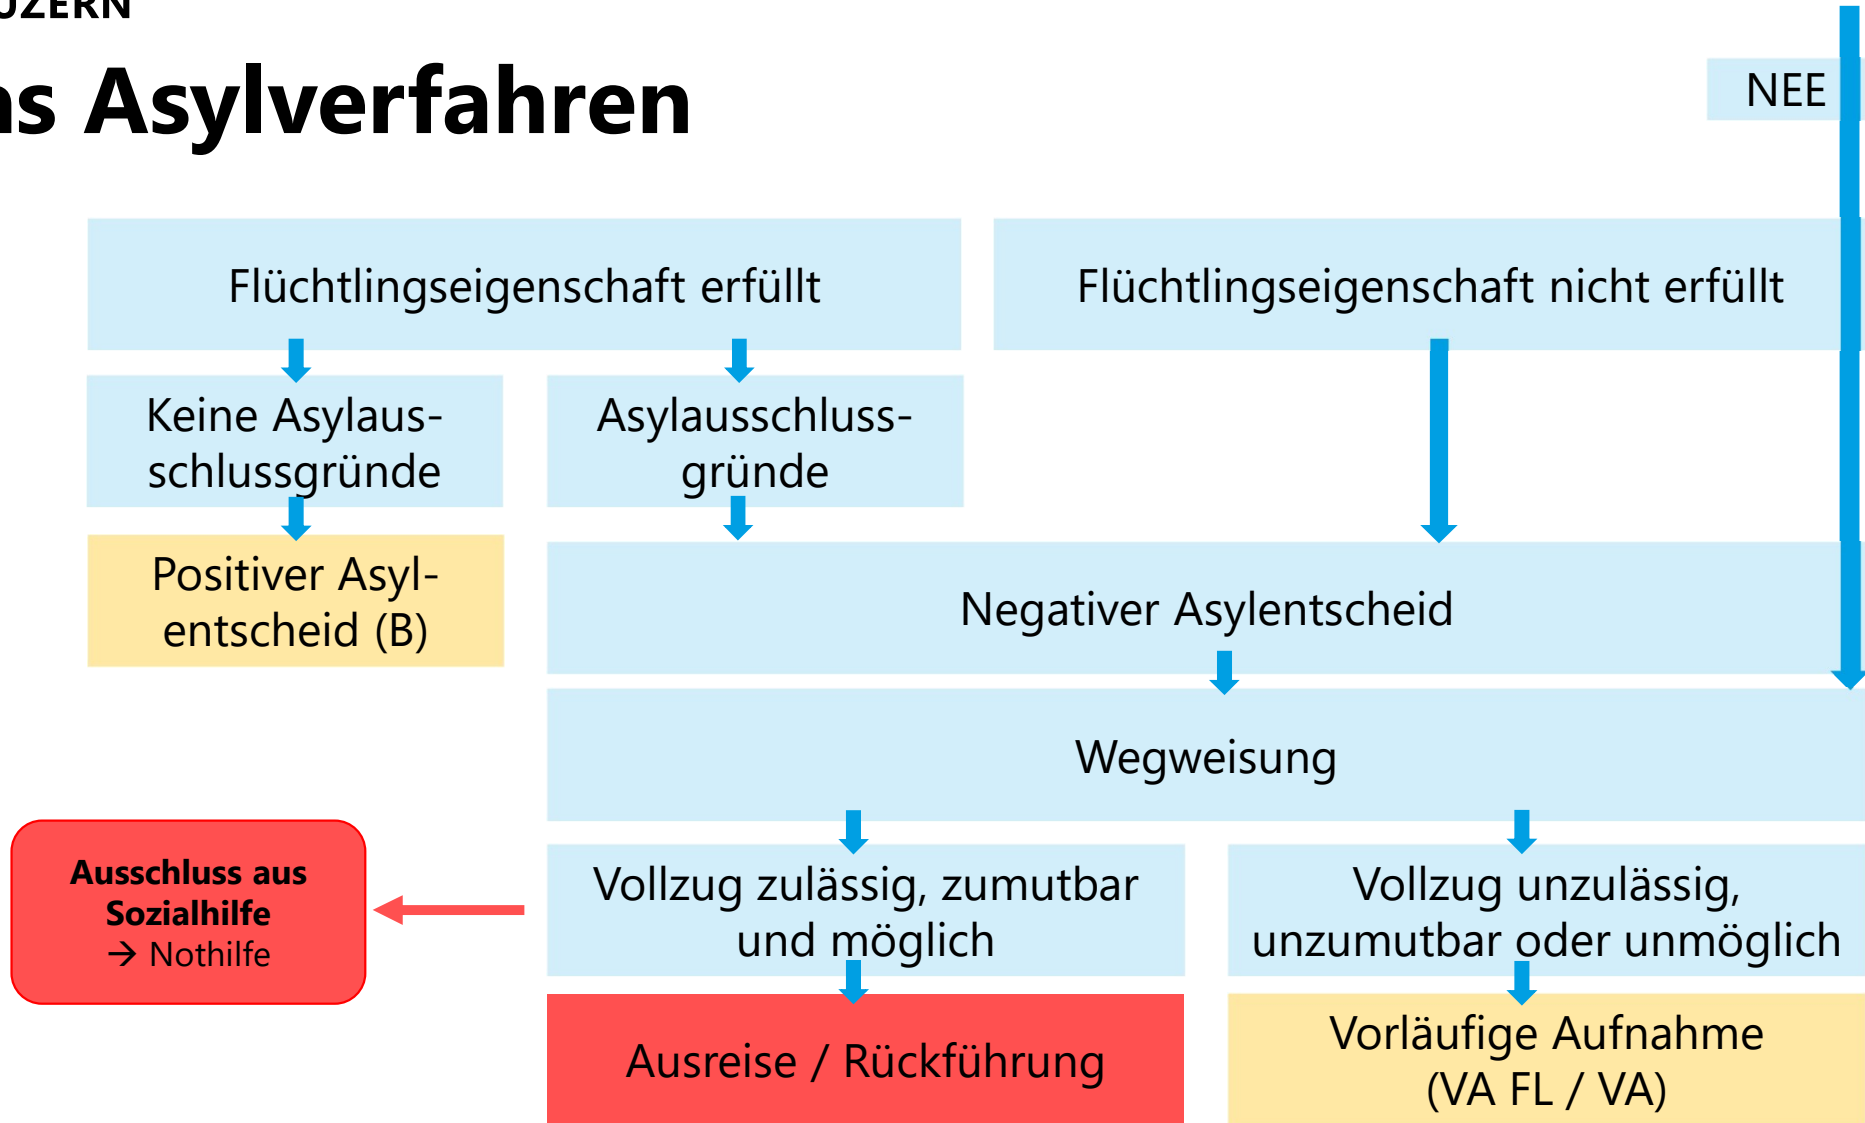 UZERN
as Asylverfahren
NEE
Flüchtlingseigenschaft erfüllt
Flüchtlingseigenschaft nicht erfüllt
Keine Asylaus-
schlussgründe
Asylausschluss-
gründe
Positiver Asyl-
entscheid (B)
Negativer Asylentscheid
Wegweisung
Ausschluss aus
Sozialhilfe
→ Nothilfe
Vollzug zulässig, zumutbar
und möglich
Vollzug unzulässig,
unzumutbar oder unmöglich
Ausreise / Rückführung
Vorläufige Aufnahme
(VA FL / VA)